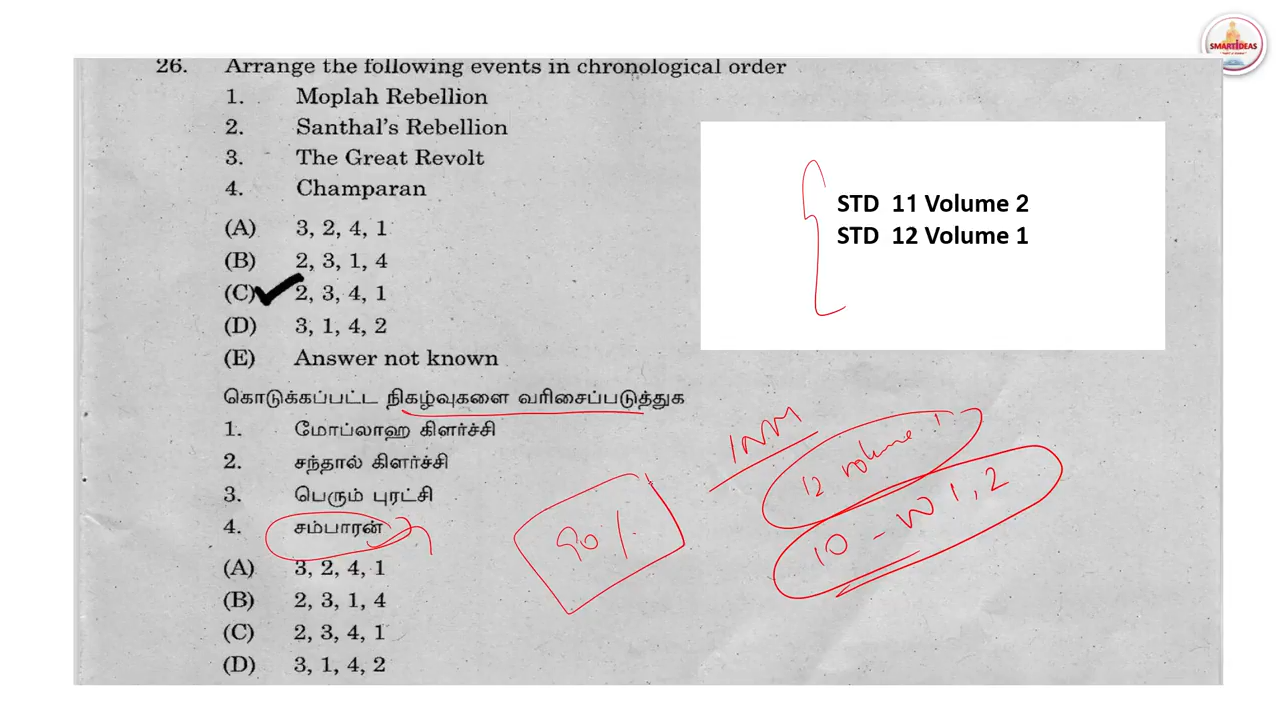 SMARTIDEAS
26. Arrange the following events in chronological order
1. Moplah Rebellion
2. Santhal's Rebellion
3. The Great Revolt
4. Champaran
(A) 3, 2, 4, 1
(B) 2, 3, 1, 4
(C) 2, 3, 4, 1
(D) 3, 1, 4, 2
(E) Answer not known
STD 11 Volume 2
STD 12 Volume 1
கொடுக்கப்பட்ட நிகழ்வுகளை வரிசைப்படுத்துக
1. மோப்லாஹ கிளர்ச்சி
2. சந்தால் கிளர்ச்சி
3. பெரும் புரட்சி
4. சம்பாரன்
(A) 3, 2, 4, 1
(B) 2, 3, 1, 4
(C) 2, 3, 4, 1
(D) 3, 1, 4, 2
INM
12 volume 1
90 %